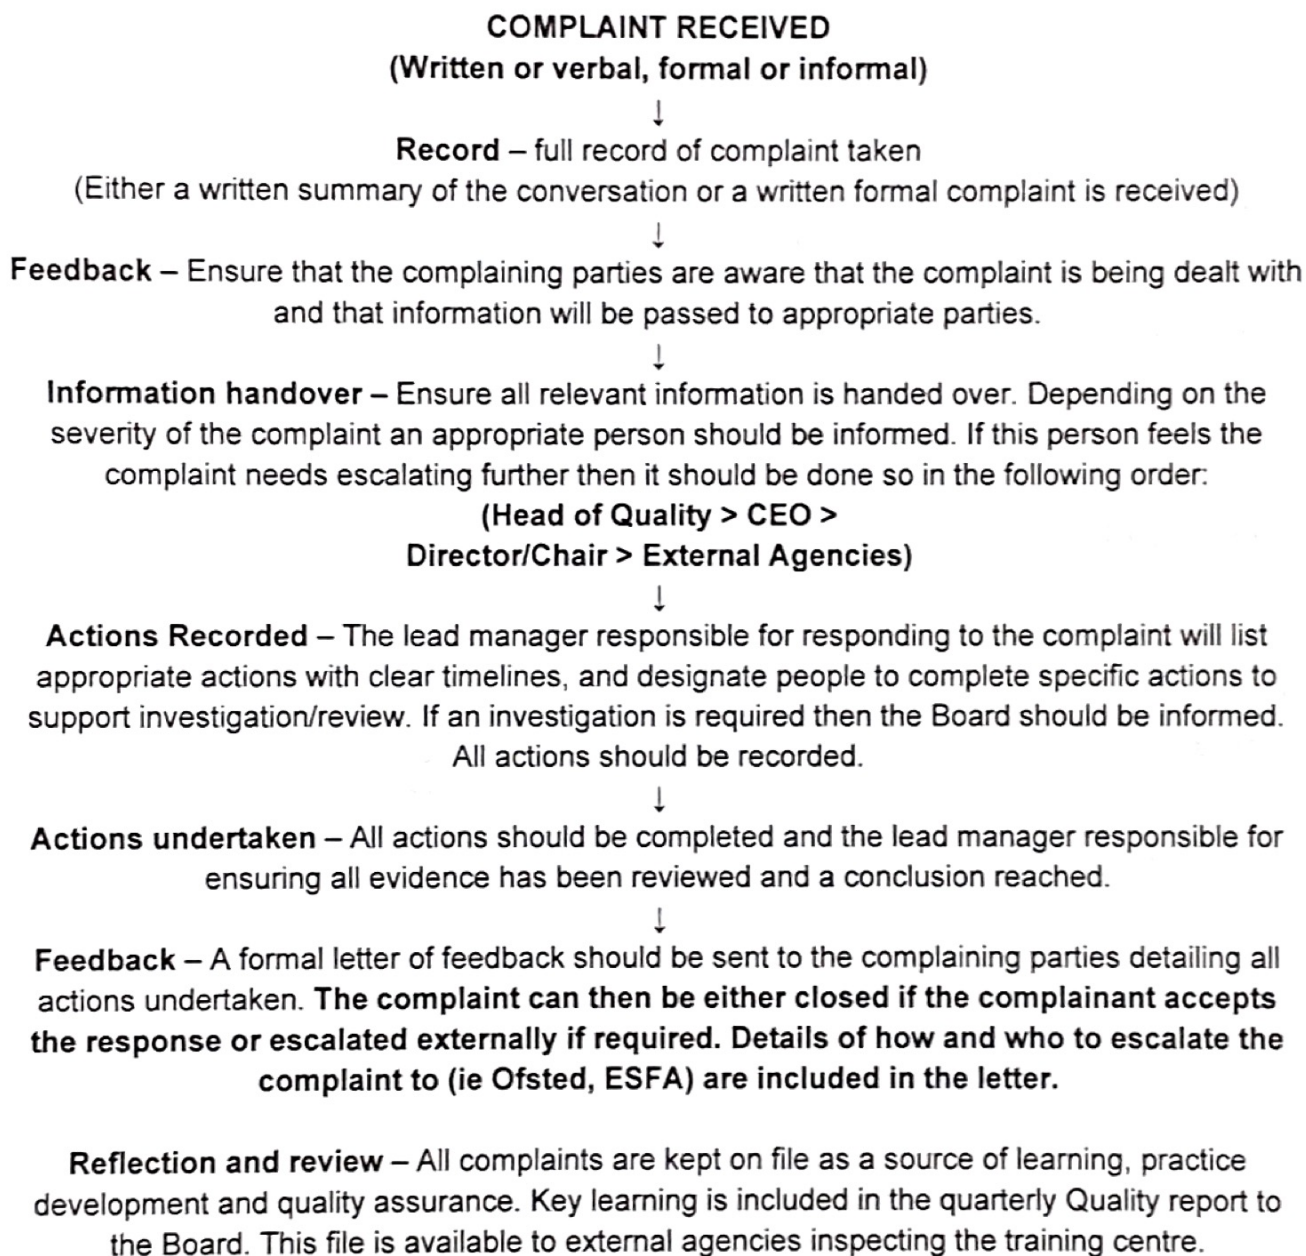 COMPLAINT RECEIVED
(Written or verbal, formal or informal)
↓
Record – full record of complaint taken
(Either a written summary of the conversation or a written formal complaint is received)
↓
Feedback – Ensure that the complaining parties are aware that the complaint is being dealt with
and that information will be passed to appropriate parties.
↓
Information handover – Ensure all relevant information is handed over. Depending on the
severity of the complaint an appropriate person should be informed. If this person feels the
complaint needs escalating further then it should be done so in the following order:
(Head of Quality > CEO >
Director/Chair > External Agencies)
↓
Actions Recorded – The lead manager responsible for responding to the complaint will list
appropriate actions with clear timelines, and designate people to complete specific actions to
support investigation/review. If an investigation is required then the Board should be informed.
All actions should be recorded.
↓
Actions undertaken – All actions should be completed and the lead manager responsible for
ensuring all evidence has been reviewed and a conclusion reached.
↓
Feedback – A formal letter of feedback should be sent to the complaining parties detailing all
actions undertaken. The complaint can then be either closed if the complainant accepts
the response or escalated externally if required. Details of how and who to escalate the
complaint to (ie Ofsted, ESFA) are included in the letter.
Reflection and review – All complaints are kept on file as a source of learning, practice
development and quality assurance. Key learning is included in the quarterly Quality report to
the Board. This file is available to external agencies inspecting the training centre.